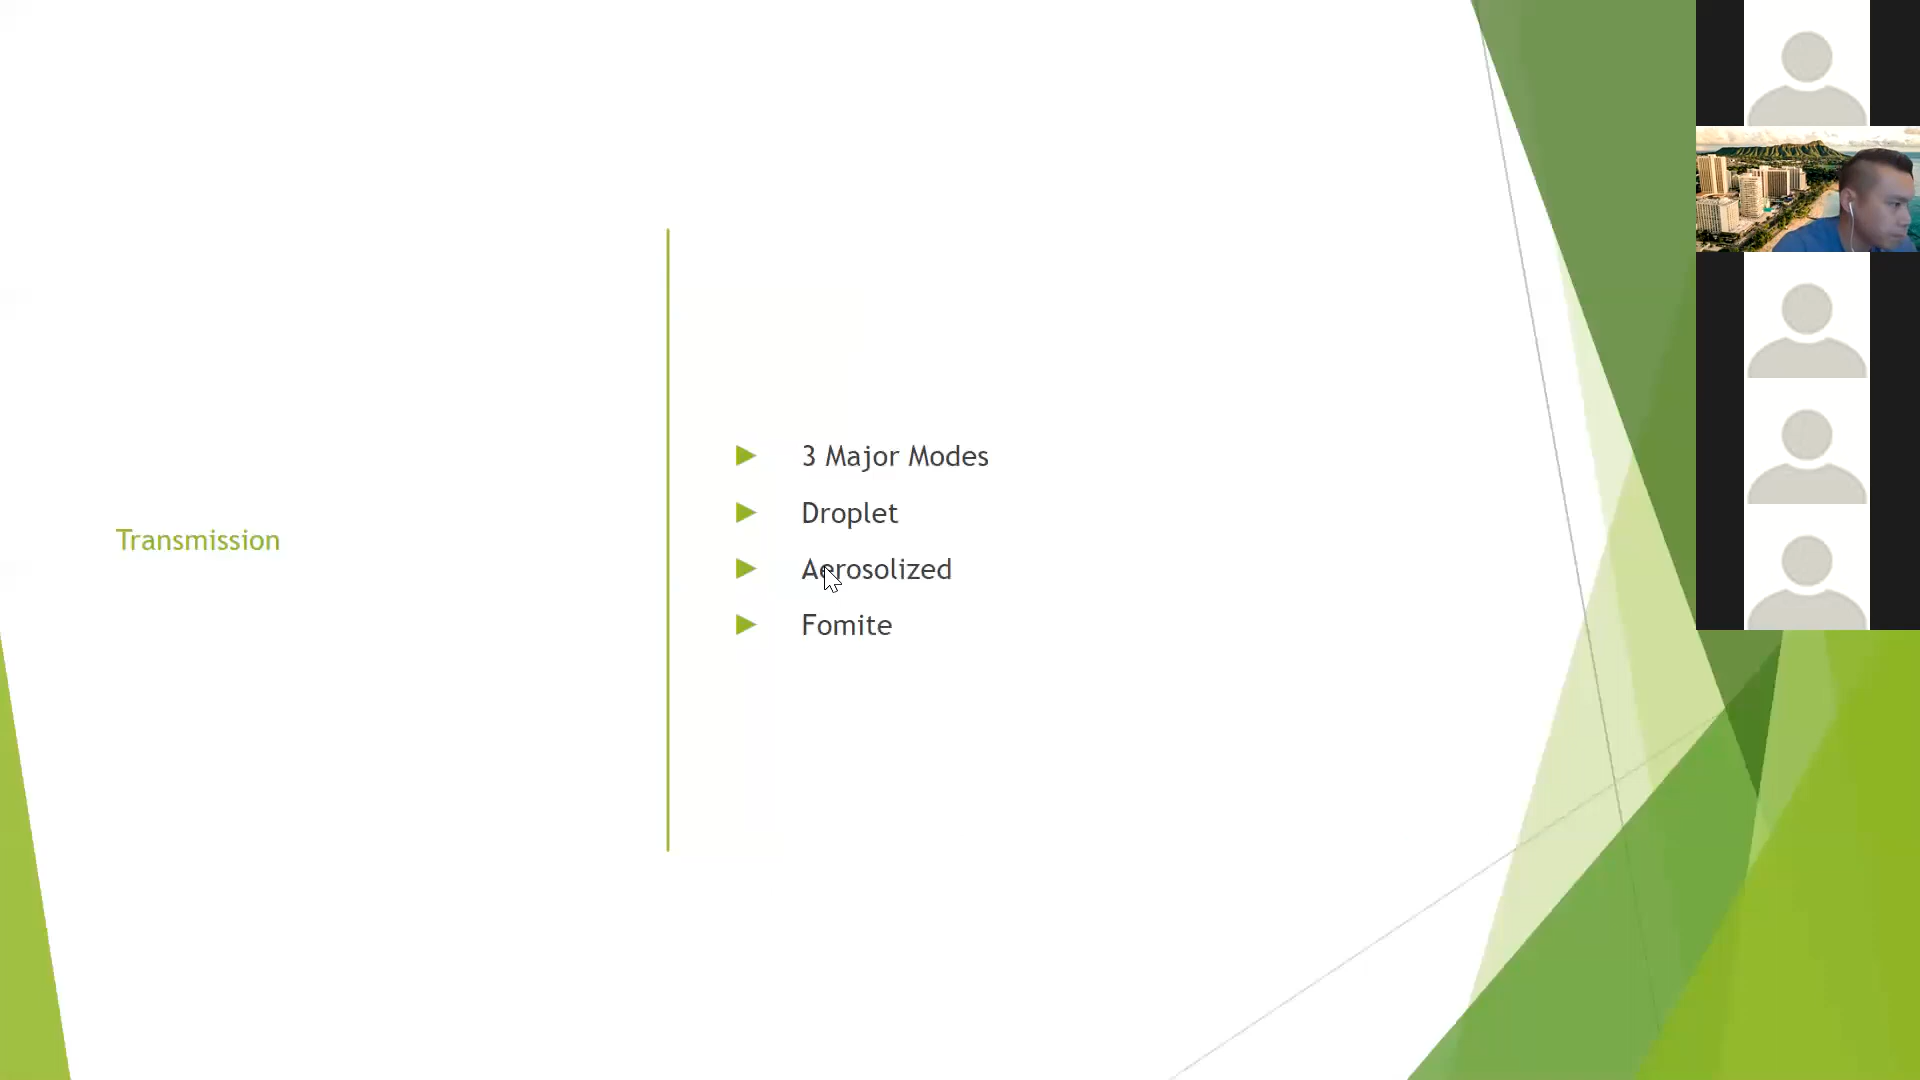 Transmission
3 Major Modes
Droplet
Aerosolized
Fomite